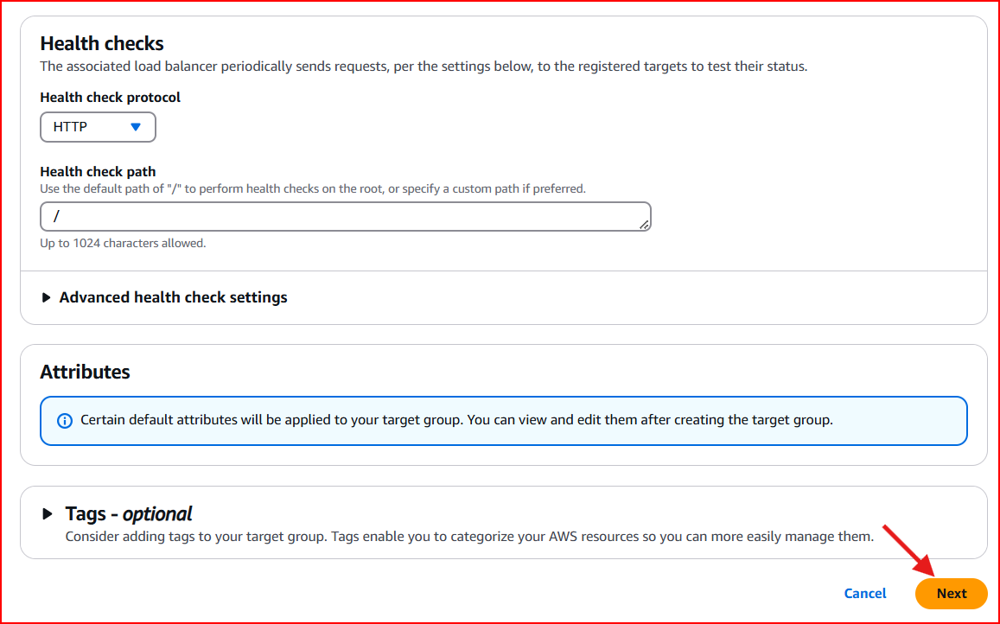 Health checks
The associated load balancer periodically sends requests, per the settings below, to the registered targets to test their status.
Health check protocol
HTTP
Health check path
Use the default path of "/" to perform health checks on the root, or specify a custom path if preferred.
/
Up to 1024 characters allowed.
Advanced health check settings
Attributes
Certain default attributes will be applied to your target group. You can view and edit them after creating the target group.
Tags - optional
Consider adding tags to your target group. Tags enable you to categorize your AWS resources so you can more easily manage them.
Cancel
Next